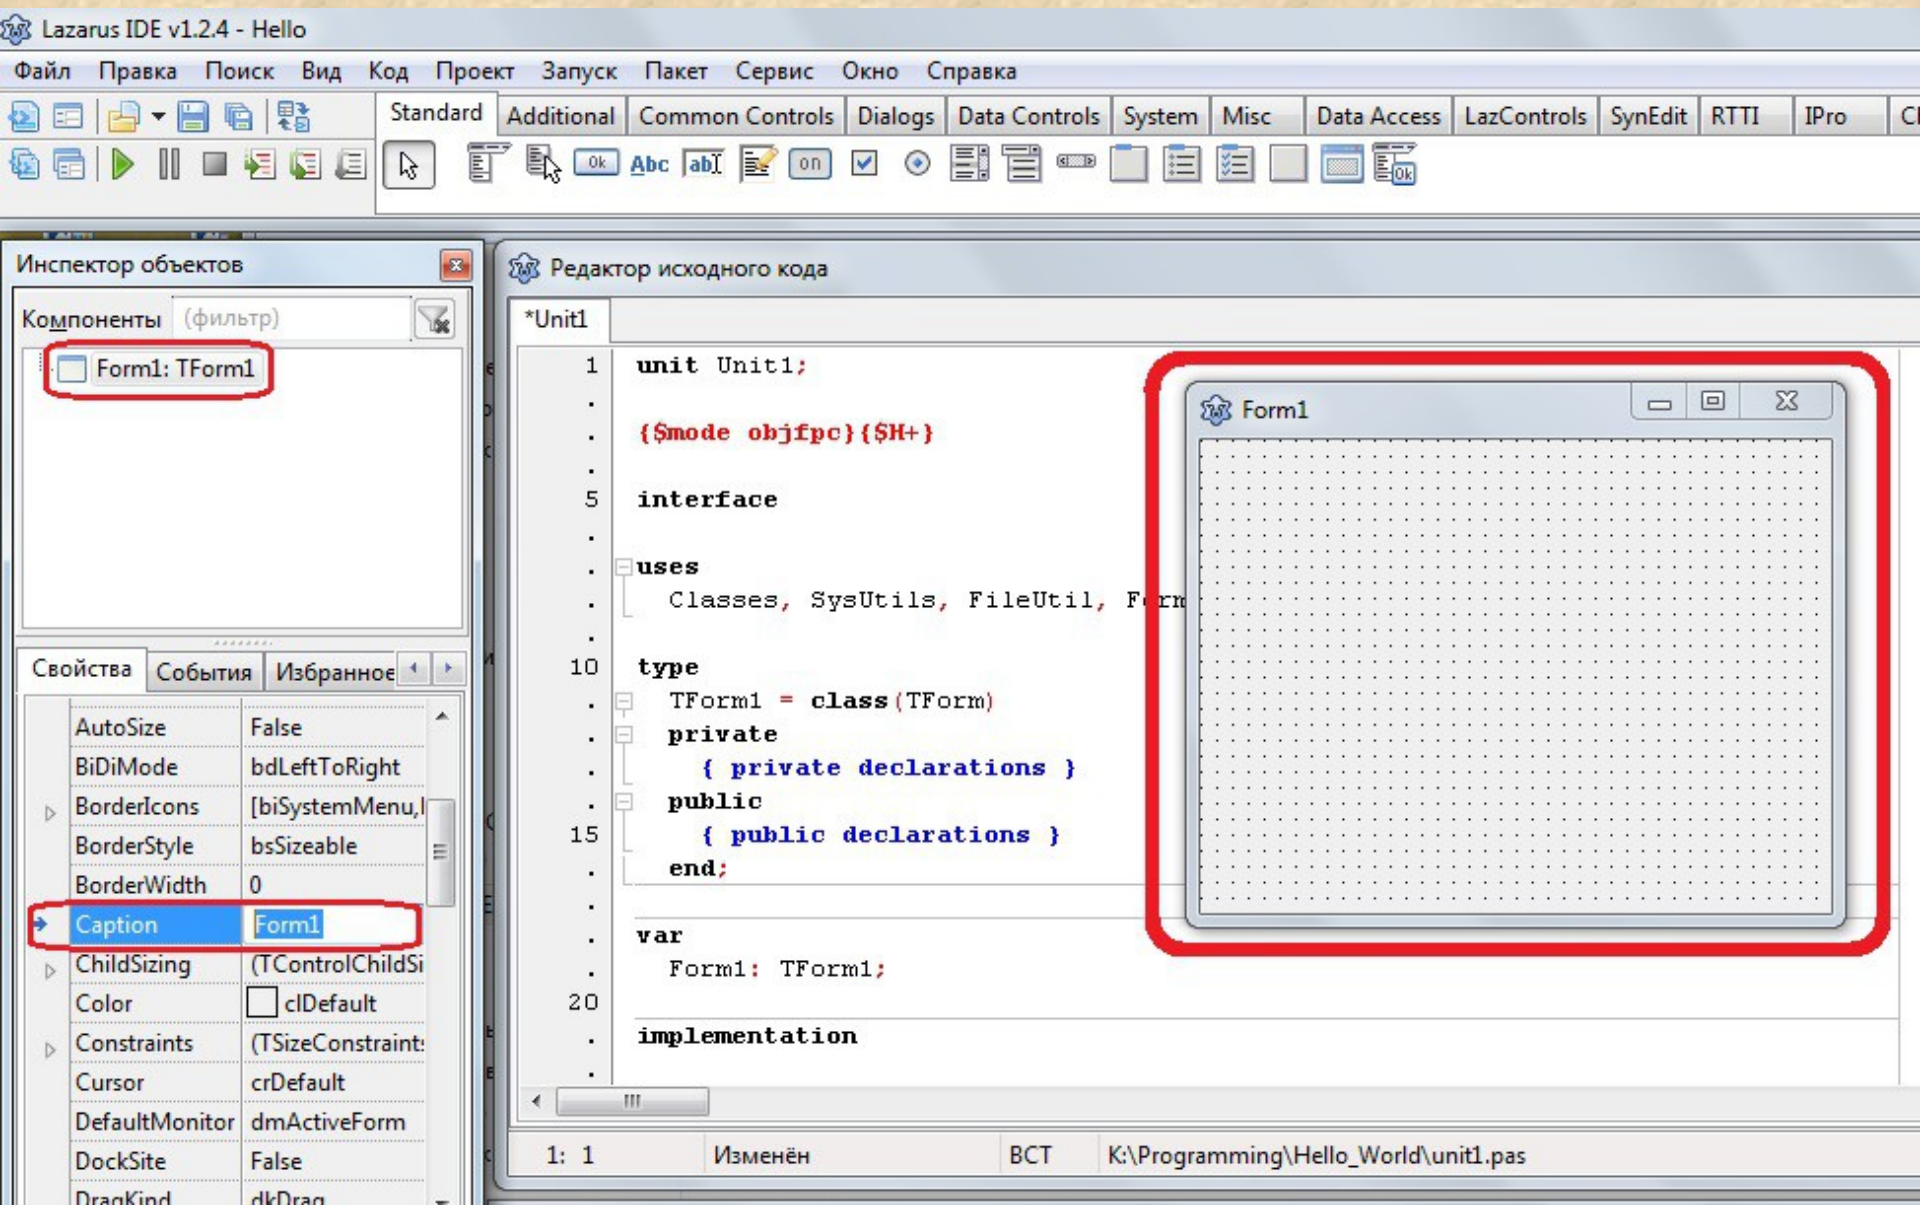 Lazarus IDE v1.2.4 - Hello
Файл Правка Поиск Вид Код Проект Запуск Пакет Сервис Окно Справка
Standard Additional Common Controls Dialogs Data Controls System Misc Data Access LazControls SynEdit RTTI IPro
Ok Abc abI on Ok
Инспектор объектов
Компоненты (фильтр)
Form1: TForm1
Свойства События Избранное
AutoSize False
BiDiMode bdLeftToRight
BorderIcons [biSystemMenu,
BorderStyle bsSizeable
BorderWidth 0
Caption Form1
ChildSizing (TControlChildSi
Color clDefault
Constraints (TSizeConstraint
Cursor crDefault
DefaultMonitor dmActiveForm
DockSite False
DragKind dkDrag
Редактор исходного кода
*Unit1
1 unit Unit1;
.
. {$mode objfpc}{$H+}
.
5 interface
.
. uses
. Classes, SysUtils, FileUtil, Form
.
10 type
. TForm1 = class(TForm)
. private
. { private declarations }
. public
15 { public declarations }
. end;
.
. var
. Form1: TForm1;
20
. implementation
.
1: 1 Изменён ВСТ K:\Programming\Hello_World\unit1.pas
Form1